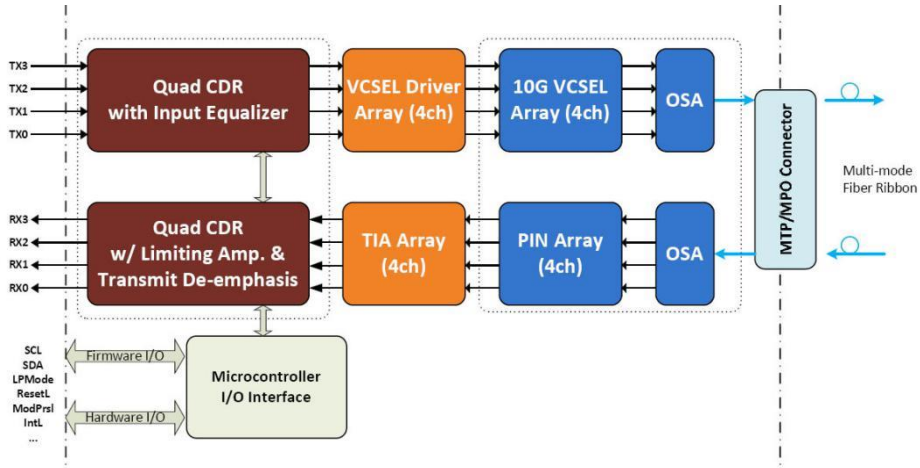 TX3
TX2
TX1
TX0
Quad CDR
with Input Equalizer
VCSEL Driver
Array (4ch)
10G VCSEL
Array (4ch)
OSA
MTP/MPO Connector
Multi-mode
Fiber Ribbon
RX3
RX2
RX1
RX0
Quad CDR
w/ Limiting Amp. &
Transmit De-emphasis
TIA Array
(4ch)
PIN Array
(4ch)
OSA
SCL
SDA
LPMode
ResetL
ModPrsl
IntL
...
Firmware I/O
Hardware I/O
Microcontroller
I/O Interface